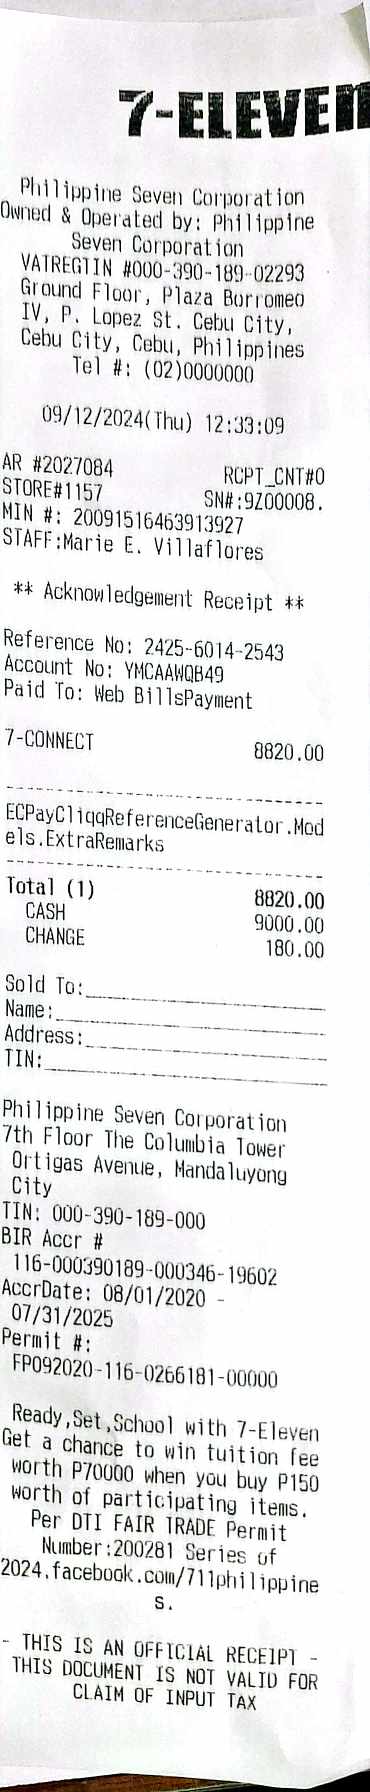 7-ELEVEn
Philippine Seven Corporation
Owned & Operated by: Philippine
Seven Corporation
VATREGTIN #000-390-189-02293
Ground Floor, Plaza Borromeo
IV, P. Lopez St. Cebu City,
Cebu City, Cebu, Philippines
Tel #: (02)0000000
09/12/2024(Thu) 12:33:09
AR #2027084 RCPT_CNT#0
STORE#1157 SN#:9Z00008.
MIN #: 20091516463913927
STAFF:Marie E. Villaflores
** Acknowledgement Receipt **
Reference No: 2425-6014-2543
Account No: YMCAAWQB49
Paid To: Web BillsPayment
7-CONNECT 8820.00
ECPayCliqqReferenceGenerator.Mod
els.ExtraRemarks
Total (1) 8820.00
CASH 9000.00
CHANGE 180.00
Sold To:
Name:
Address:
TIN:
Philippine Seven Corporation
7th Floor The Columbia Tower
Ortigas Avenue, Mandaluyong
City
TIN: 000-390-189-000
BIR Accr #
116-000390189-000346-19602
AccrDate: 08/01/2020 -
07/31/2025
Permit #:
FP092020-116-0266181-00000
Ready,Set,School with 7-Eleven
Get a chance to win tuition fee
worth P70000 when you buy P150
worth of participating items.
Per DTI FAIR TRADE Permit
Number:200281 Series of
2024.facebook.com/711philippine
s.
- THIS IS AN OFFICIAL RECEIPT -
THIS DOCUMENT IS NOT VALID FOR
CLAIM OF INPUT TAX